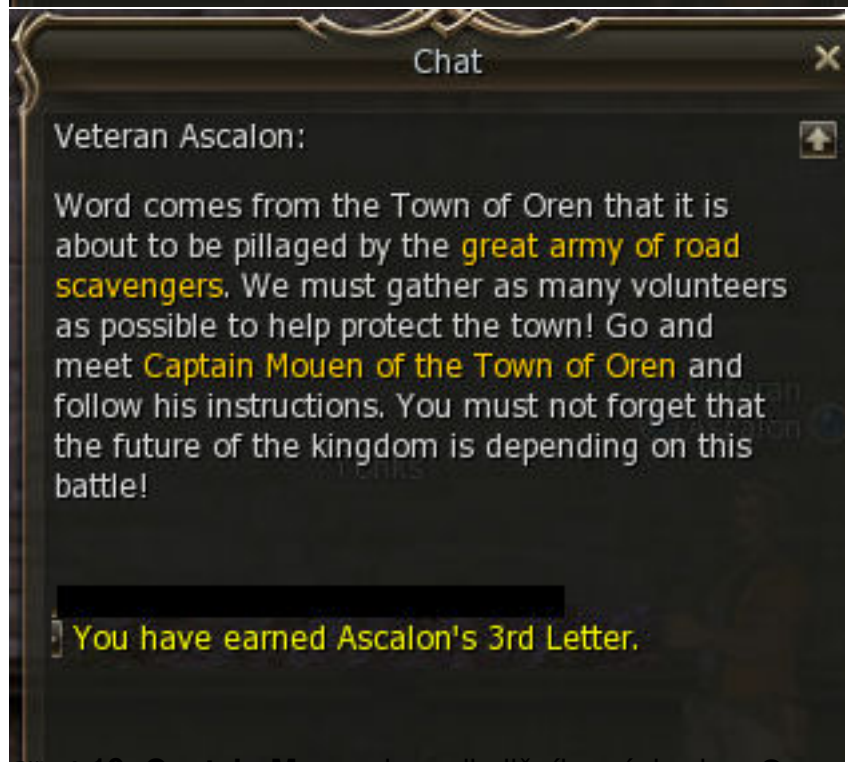 Chat
Veteran Ascalon:
Word comes from the Town of Oren that it is
about to be pillaged by the great army of road
scavengers. We must gather as many volunteers
as possible to help protect the town! Go and
meet Captain Mouen of the Town of Oren and
follow his instructions. You must not forget that
the future of the kingdom is depending on this
battle!
Veteran
Ascalon
You have earned Ascalon's 3rd Letter.